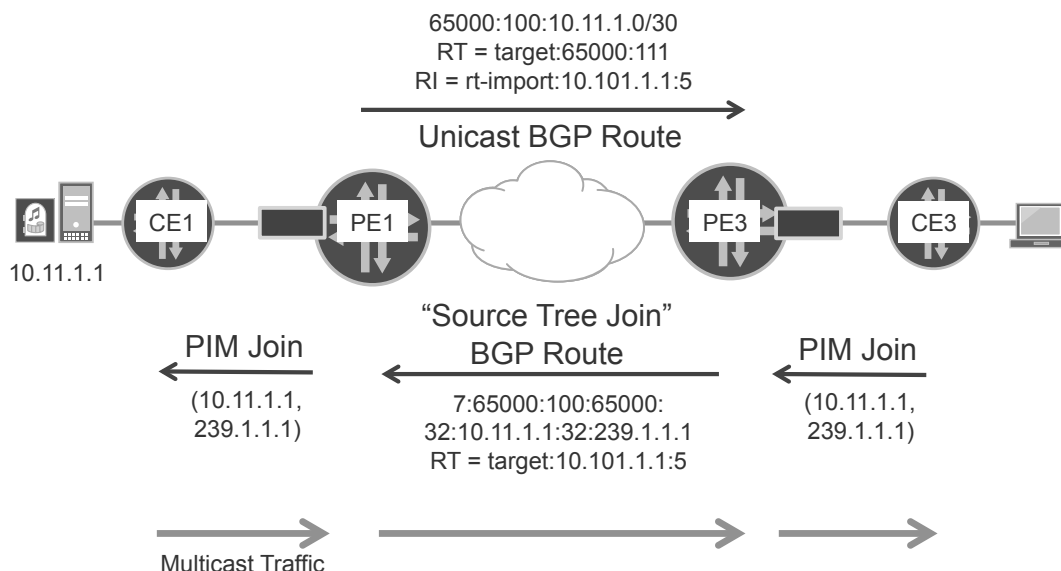 65000:100:10.11.1.0/30
RT = target:65000:111
RI = rt-import:10.101.1.1:5
Unicast BGP Route
CE1
PE1
PE3
CE3
10.11.1.1
“Source Tree Join”
BGP Route
PIM Join
PIM Join
(10.11.1.1,
239.1.1.1)
7:65000:100:65000:
32:10.11.1.1:32:239.1.1.1
RT = target:10.101.1.1:5
(10.11.1.1,
239.1.1.1)
Multicast Traffic